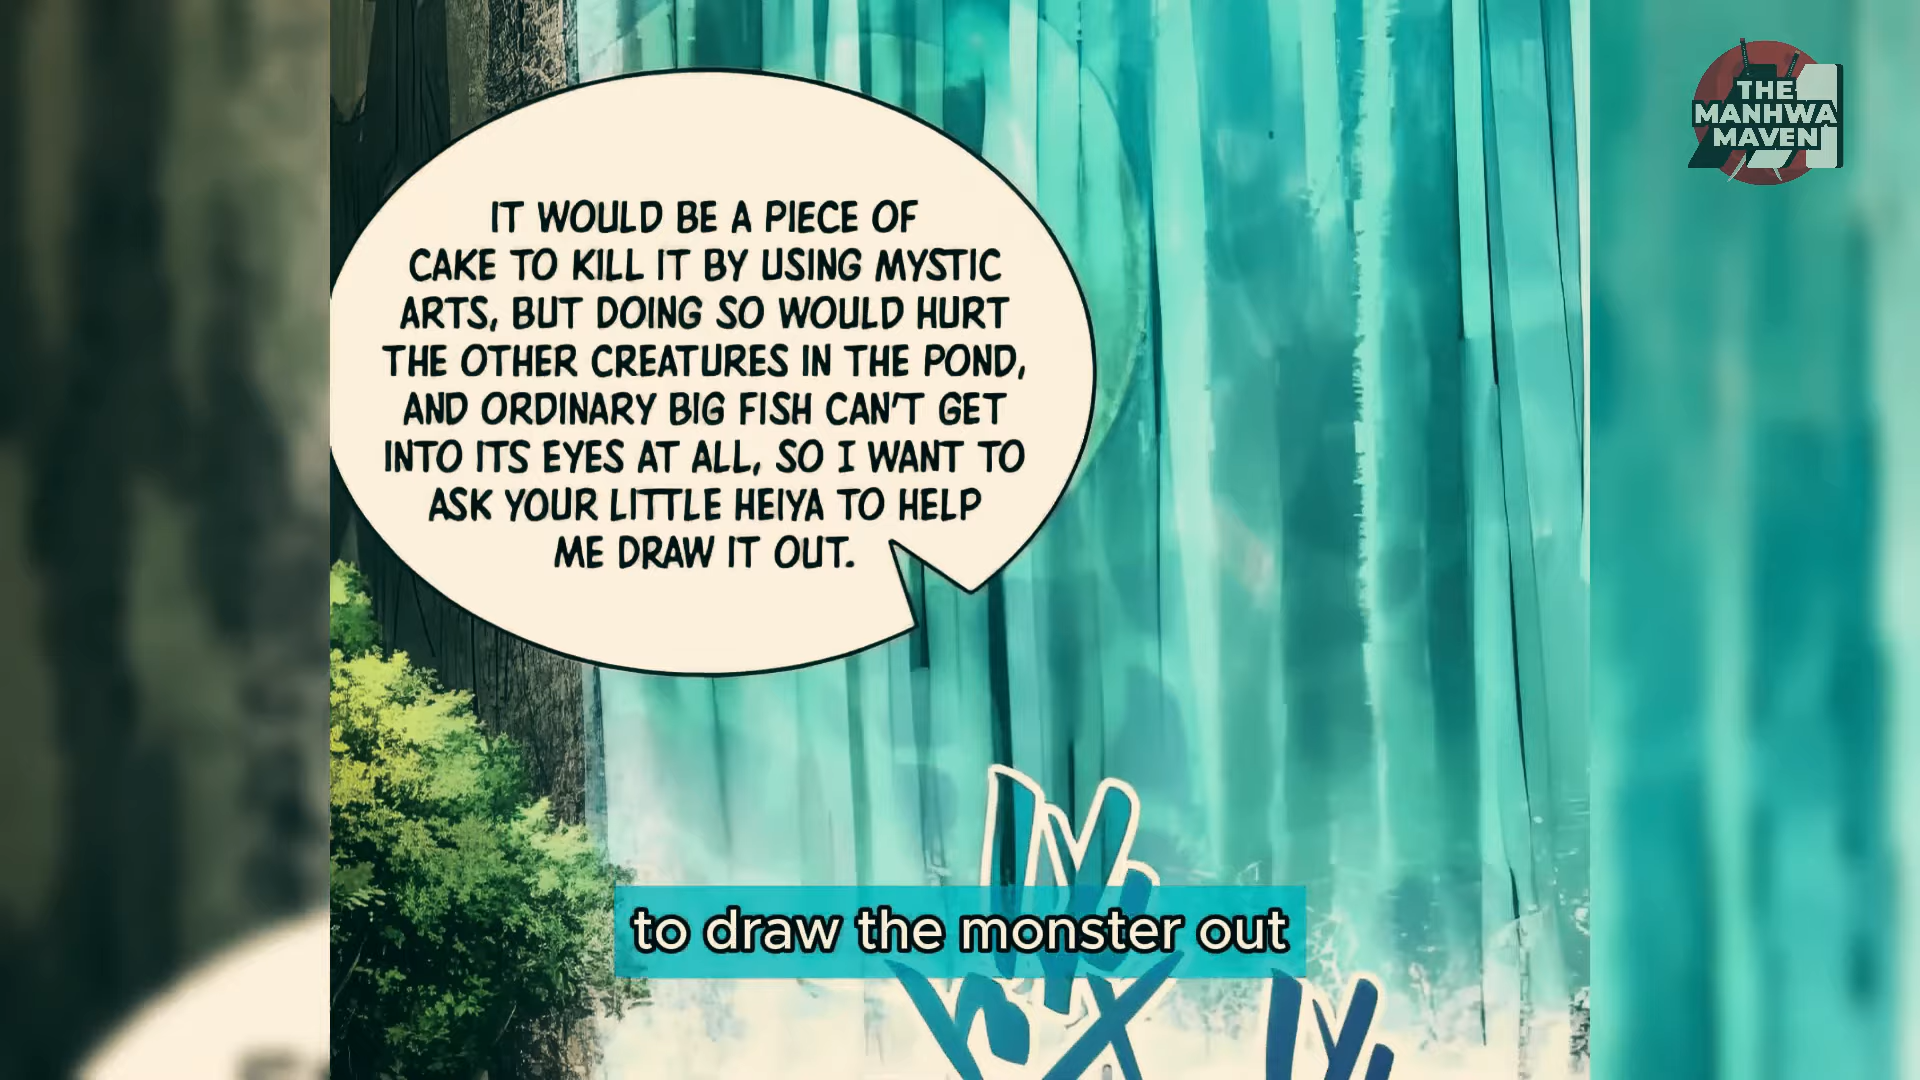 IT WOULD BE A PIECE OF
CAKE TO KILL IT BY USING MYSTIC
ARTS, BUT DOING SO WOULD HURT
THE OTHER CREATURES IN THE POND,
AND ORDINARY BIG FISH CAN'T GET
INTO ITS EYES AT ALL, SO I WANT TO
ASK YOUR LITTLE HEIYA TO HELP
ME DRAW IT OUT.
to draw the monster out
THE
MANHWA
MAVEN